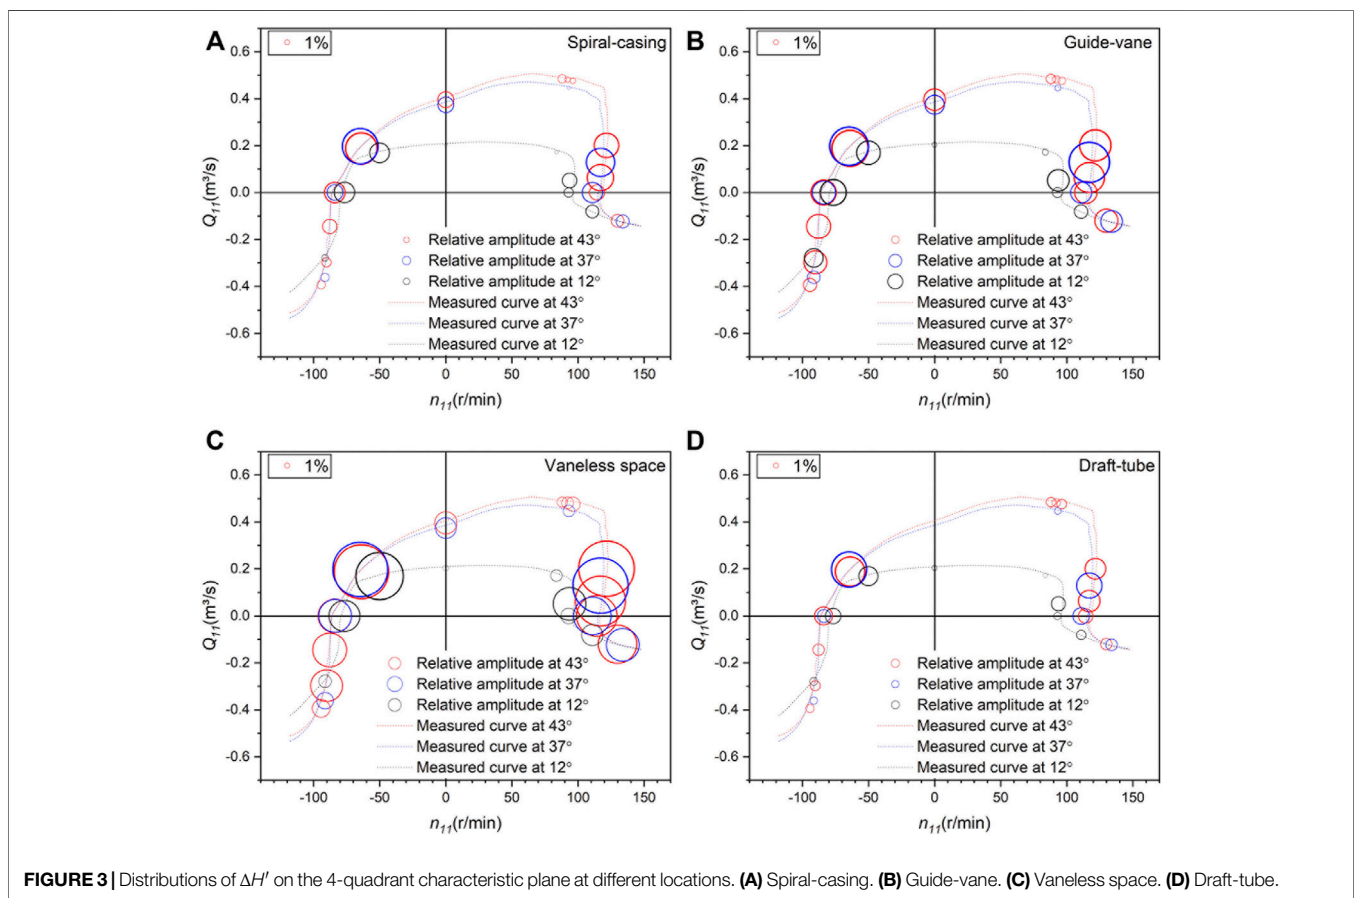 A
1%
Spiral-casing
0.6
0.4
0.2
0.0
-0.2
-0.4
-0.6
Q11(m³/s)
Relative amplitude at 43°
Relative amplitude at 37°
Relative amplitude at 12°
Measured curve at 43°
Measured curve at 37°
Measured curve at 12°
-100 -50 0 50 100 150
n11(r/min)
B
1%
Guide-vane
0.6
0.4
0.2
0.0
-0.2
-0.4
-0.6
Q11(m³/s)
Relative amplitude at 43°
Relative amplitude at 37°
Relative amplitude at 12°
Measured curve at 43°
Measured curve at 37°
Measured curve at 12°
-100 -50 0 50 100 150
n11(r/min)
C
1%
Vaneless space
0.6
0.4
0.2
0.0
-0.2
-0.4
-0.6
Q11(m³/s)
Relative amplitude at 43°
Relative amplitude at 37°
Relative amplitude at 12°
Measured curve at 43°
Measured curve at 37°
Measured curve at 12°
-100 -50 0 50 100 150
n11(r/min)
D
1%
Draft-tube
0.6
0.4
0.2
0.0
-0.2
-0.4
-0.6
Q11(m³/s)
Relative amplitude at 43°
Relative amplitude at 37°
Relative amplitude at 12°
Measured curve at 43°
Measured curve at 37°
Measured curve at 12°
-100 -50 0 50 100 150
n11(r/min)
FIGURE 3 | Distributions of ΔH′ on the 4-quadrant characteristic plane at different locations. (A) Spiral-casing. (B) Guide-vane. (C) Vaneless space. (D) Draft-tube.